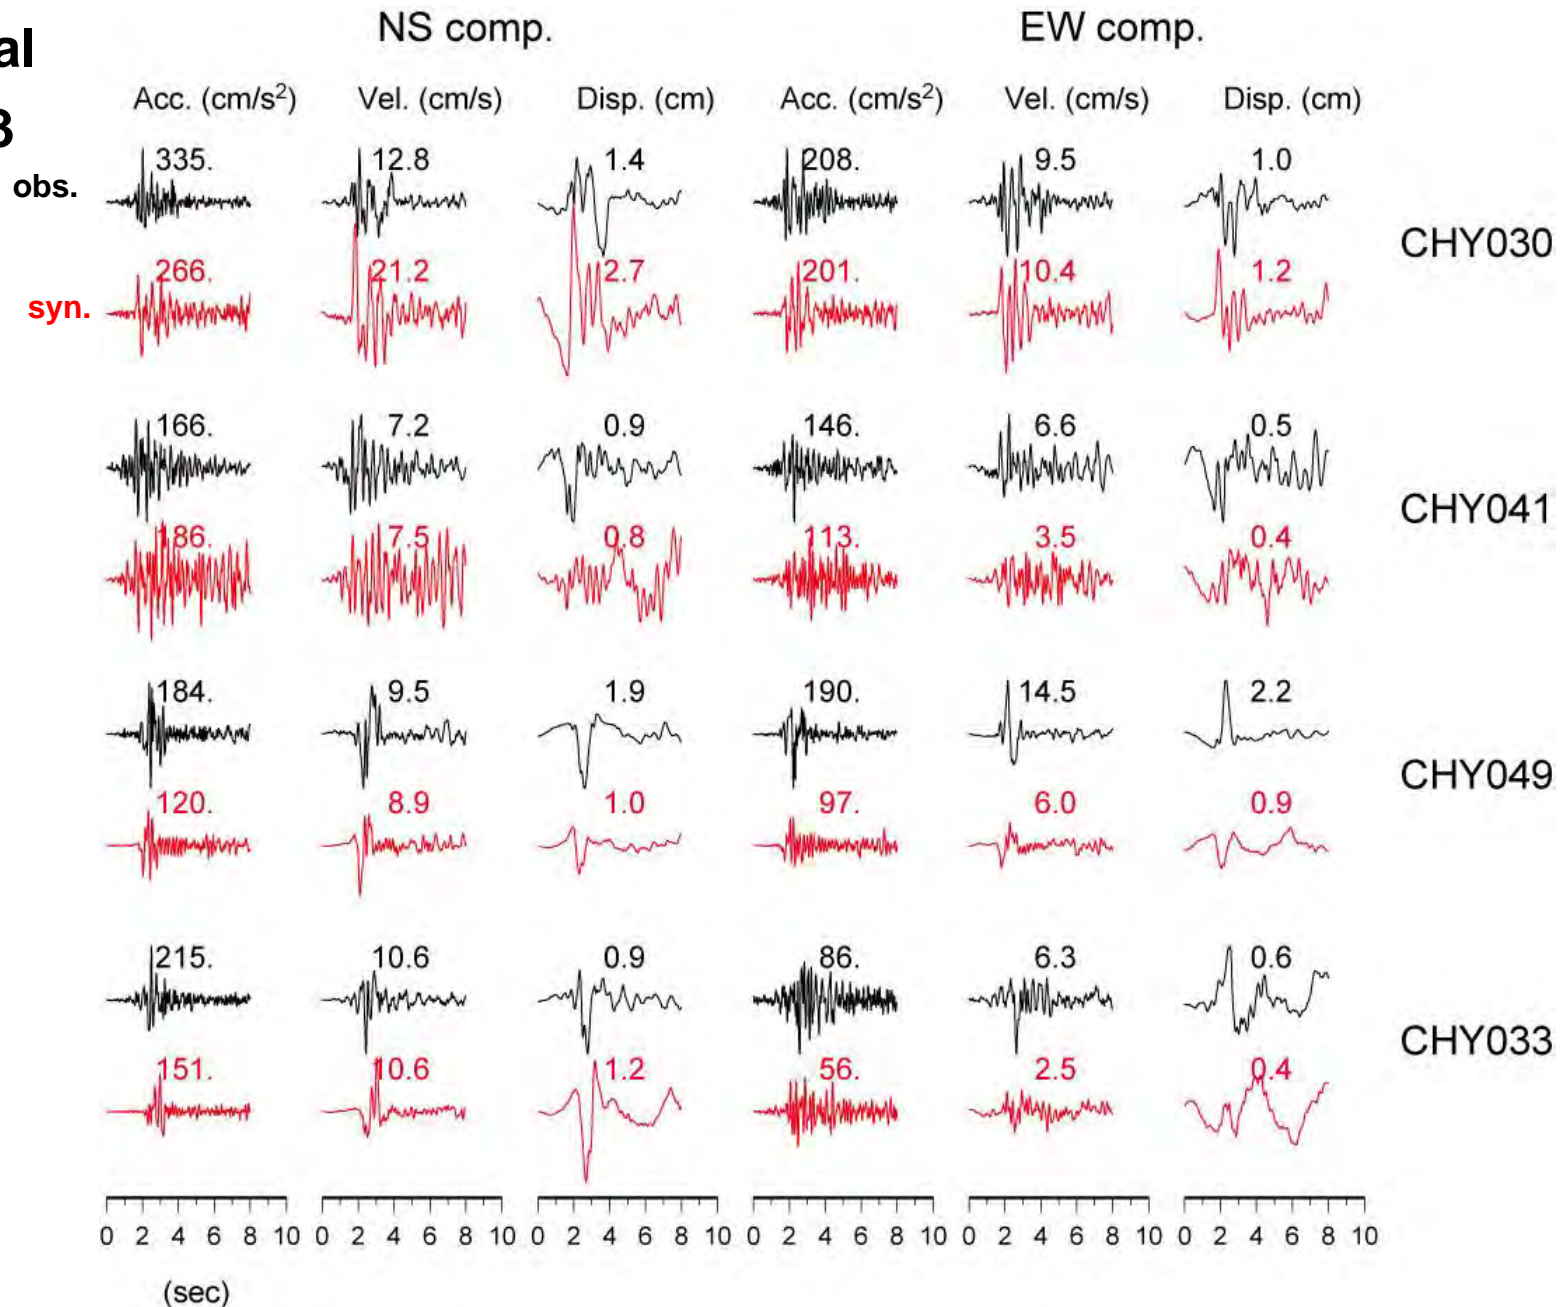 NS comp. EW comp.
al
Acc. (cm/s²) Vel. (cm/s) Disp. (cm) Acc. (cm/s²) Vel. (cm/s) Disp. (cm)
3
obs. 335. 12.8 1.4 208. 9.5 1.0
CHY030
syn. 266. 21.2 2.7 201. 10.4 1.2
166. 7.2 0.9 146. 6.6 0.5
CHY041
186. 7.5 0.8 113. 3.5 0.4
184. 9.5 1.9 190. 14.5 2.2
CHY049
120. 8.9 1.0 97. 6.0 0.9
215. 10.6 0.9 86. 6.3 0.6
CHY033
151. 10.6 1.2 56. 2.5 0.4
0 2 4 6 8 10 0 2 4 6 8 10 0 2 4 6 8 10 0 2 4 6 8 10 0 2 4 6 8 10 0 2 4 6 8 10
(sec)